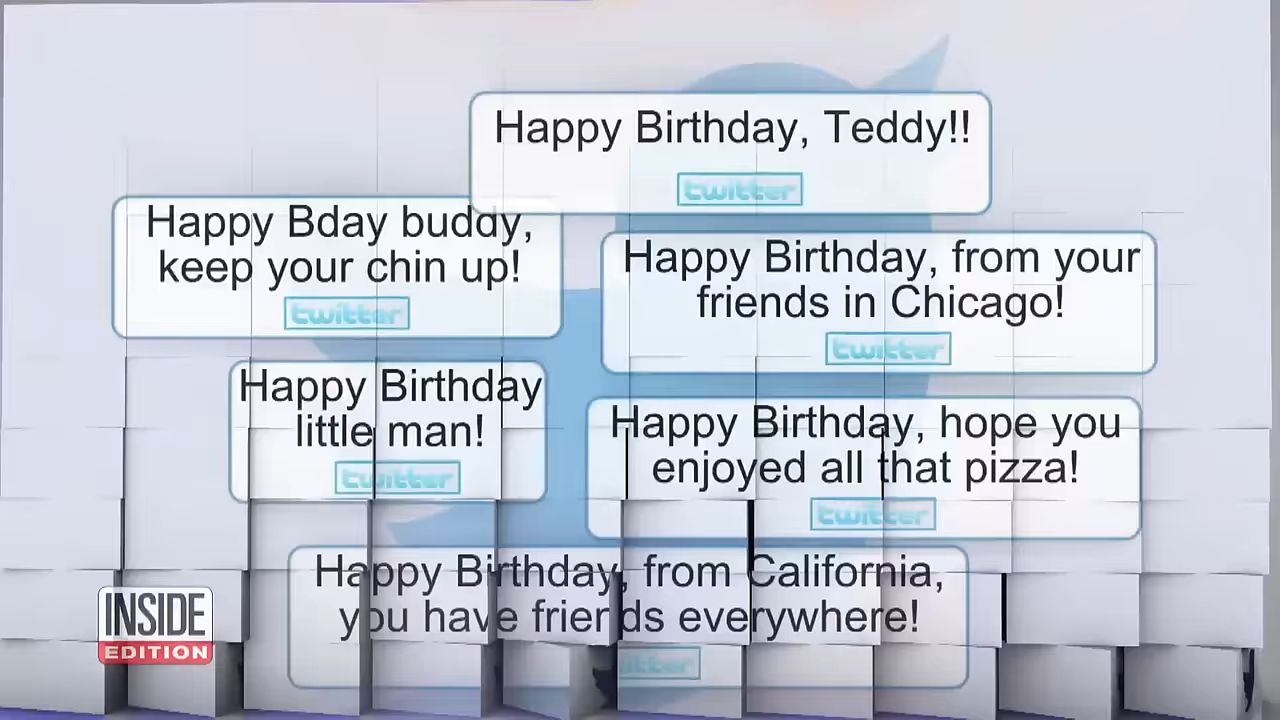 Happy Birthday, Teddy!!
twitter
Happy Bday buddy,
keep your chin up!
twitter
Happy Birthday, from your
friends in Chicago!
twitter
Happy Birthday
little man!
twitter
Happy Birthday, hope you
enjoyed all that pizza!
twitter
Happy Birthday, from California,
you have friends everywhere!
twitter
INSIDE
EDITION